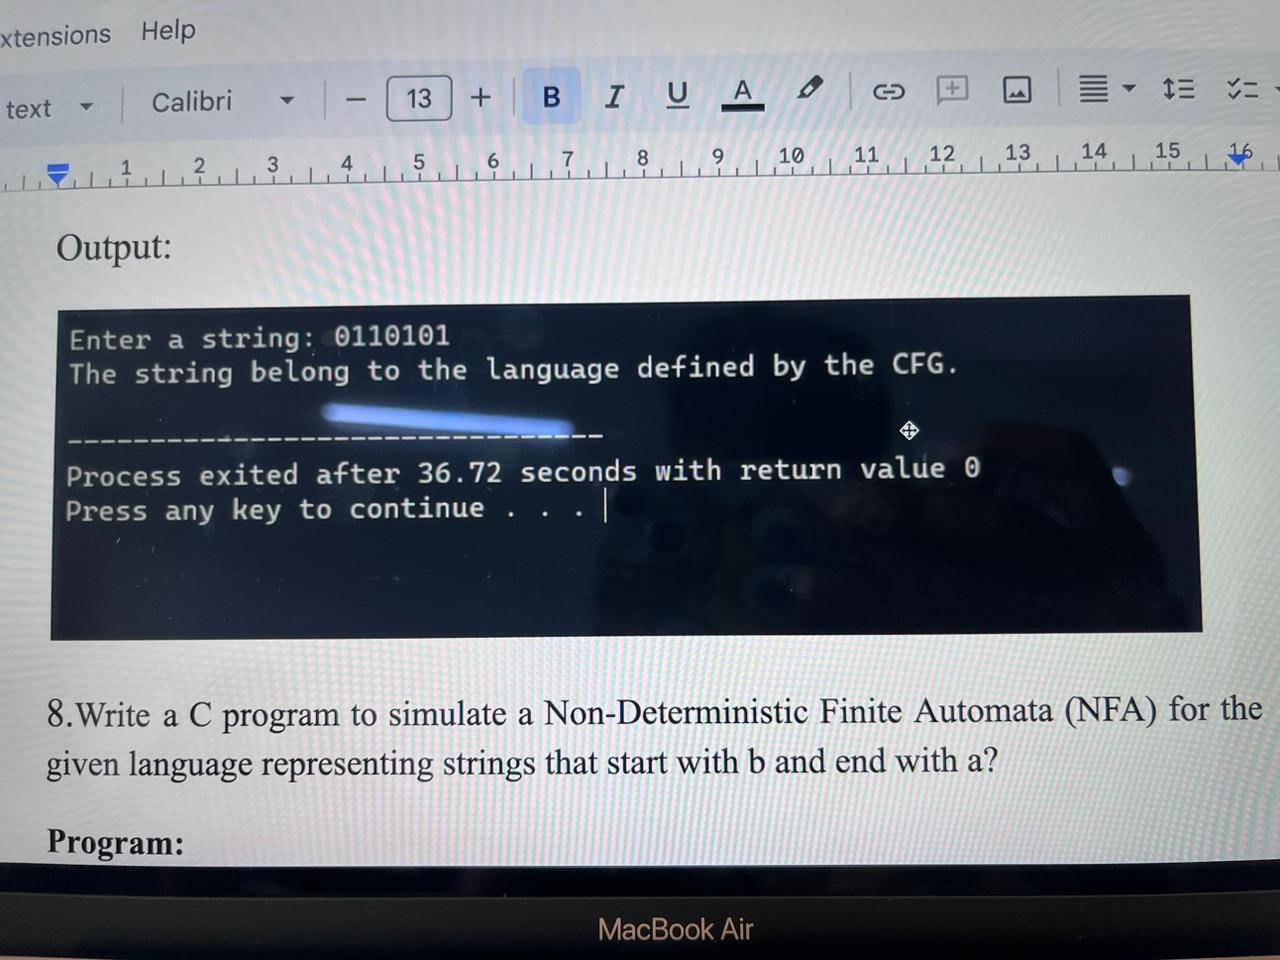 xtensions Help
text Calibri 13 B I U A
1 2 3 4 5 6 7 8 9 10 11 12 13 14 15 16
Output:
Enter a string: 0110101
The string belong to the language defined by the CFG.
--------------------------------
Process exited after 36.72 seconds with return value 0
Press any key to continue . . .
8.Write a C program to simulate a Non-Deterministic Finite Automata (NFA) for the
given language representing strings that start with b and end with a?
Program:
MacBook Air